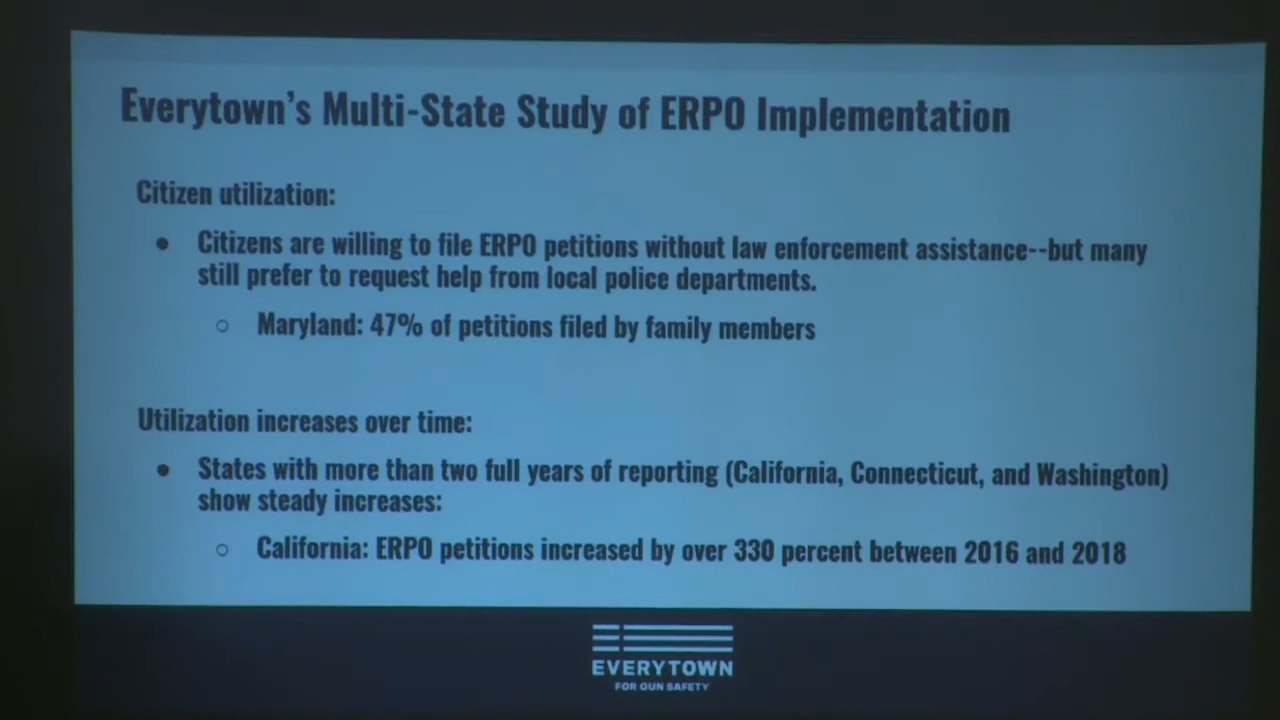 Everytown's Multi-State Study of ERPO Implementation
Citizen utilization:
● Citizens are willing to file ERPO petitions without law enforcement assistance--but many
still prefer to request help from local police departments.
○ Maryland: 47% of petitions filed by family members
Utilization increases over time:
● States with more than two full years of reporting (California, Connecticut, and Washington)
show steady increases:
○ California: ERPO petitions increased by over 330 percent between 2016 and 2018
EVERYTOWN
FOR GUN SAFETY